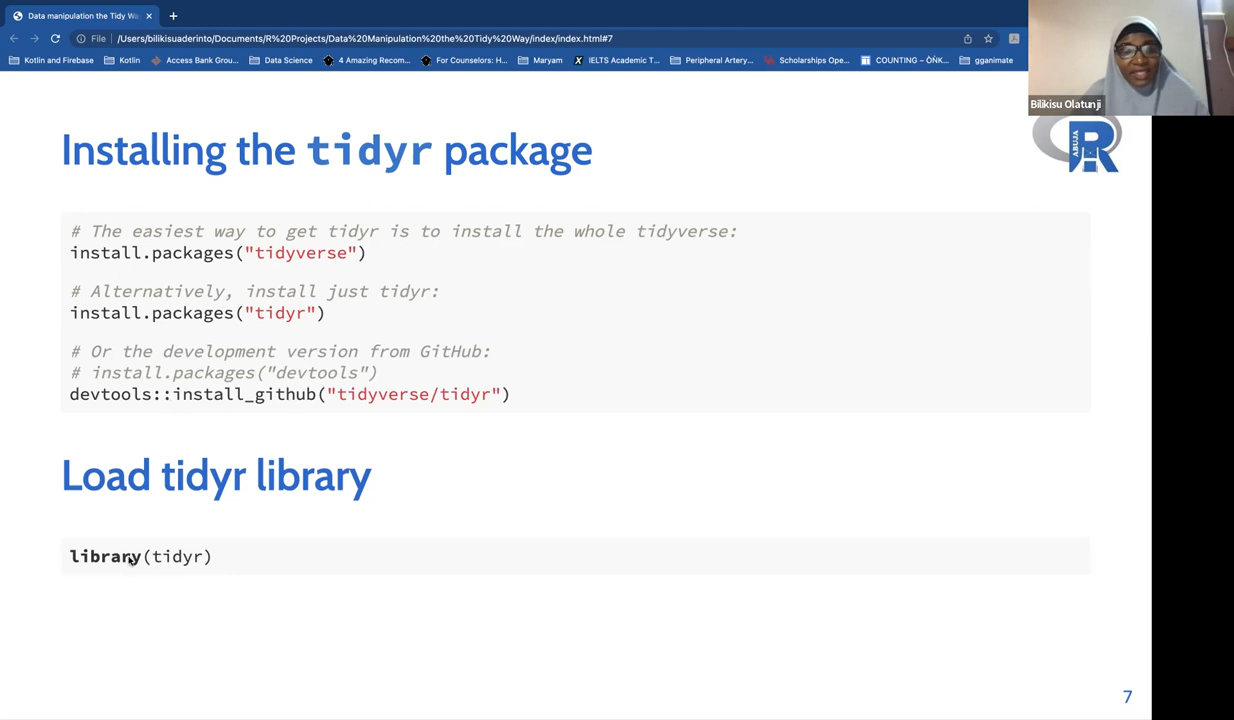 Data manipulation the Tidy Wa
File
/Users/bilikisuaderinto/Documents/R%20Projects/Data%20Manipulation%20the%20Tidy%20Way/index/index.html#7
Kotlin and Firebase
Kotlin
Access Bank Grou...
Data Science
4 Amazing Recom...
For Counselors: H...
Maryam
IELTS Academic T...
Peripheral Artery...
Scholarships Ope...
COUNTING – ÒǸK...
gganimate
Bilikisu Olatunji
Installing the tidyr package
ABUJA
R
# The easiest way to get tidyr is to install the whole tidyverse:
install.packages("tidyverse")
# Alternatively, install just tidyr:
install.packages("tidyr")
# Or the development version from GitHub:
# install.packages("devtools")
devtools::install_github("tidyverse/tidyr")
Load tidyr library
library(tidyr)
7